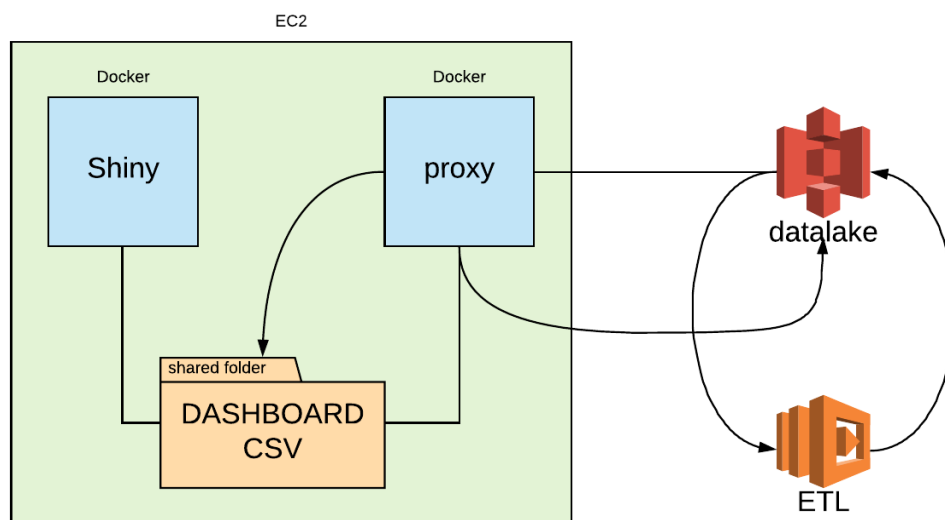 EC2
Docker
Docker
Shiny
proxy
datalake
shared folder
DASHBOARD
CSV
ETL